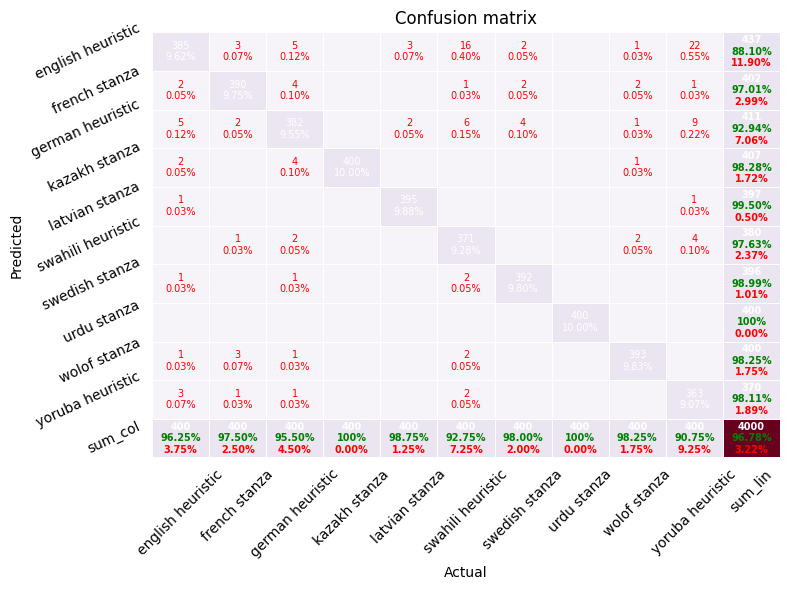 Confusion matrix
english heuristic 385 3 5 3 16 2 1 22 437
9.62% 0.07% 0.12% 0.07% 0.40% 0.05% 0.03% 0.55% 88.10%
11.90%
french stanza 2 390 4 1 2 2 1 402
0.05% 9.75% 0.10% 0.03% 0.05% 0.05% 0.03% 97.01%
2.99%
german heuristic 5 2 382 2 6 4 1 9 411
0.12% 0.05% 9.55% 0.05% 0.15% 0.10% 0.03% 0.22% 92.94%
7.06%
kazakh stanza 2 4 400 1 407
0.05% 0.10% 10.00% 0.03% 98.28%
1.72%
latvian stanza 1 395 1 397
0.03% 9.88% 0.03% 99.50%
0.50%
swahili heuristic 1 2 371 2 4 380
0.03% 0.05% 9.28% 0.05% 0.10% 97.63%
2.37%
swedish stanza 1 1 2 392 396
0.03% 0.03% 0.05% 9.80% 98.99%
1.01%
urdu stanza 400 400
10.00% 100%
0.00%
wolof stanza 1 3 1 2 393 400
0.03% 0.07% 0.03% 0.05% 9.83% 98.25%
1.75%
yoruba heuristic 3 1 1 2 363 370
0.07% 0.03% 0.03% 0.05% 9.07% 98.11%
1.89%
sum_col 400 400 400 400 400 400 400 400 400 400 4000
96.25% 97.50% 95.50% 100% 98.75% 92.75% 98.00% 100% 98.25% 90.75% 96.78%
3.75% 2.50% 4.50% 0.00% 1.25% 7.25% 2.00% 0.00% 1.75% 9.25% 3.22%
Predicted
english heuristic
french stanza
german heuristic
kazakh stanza
latvian stanza
swahili heuristic
swedish stanza
urdu stanza
wolof stanza
yoruba heuristic
sum_lin
Actual